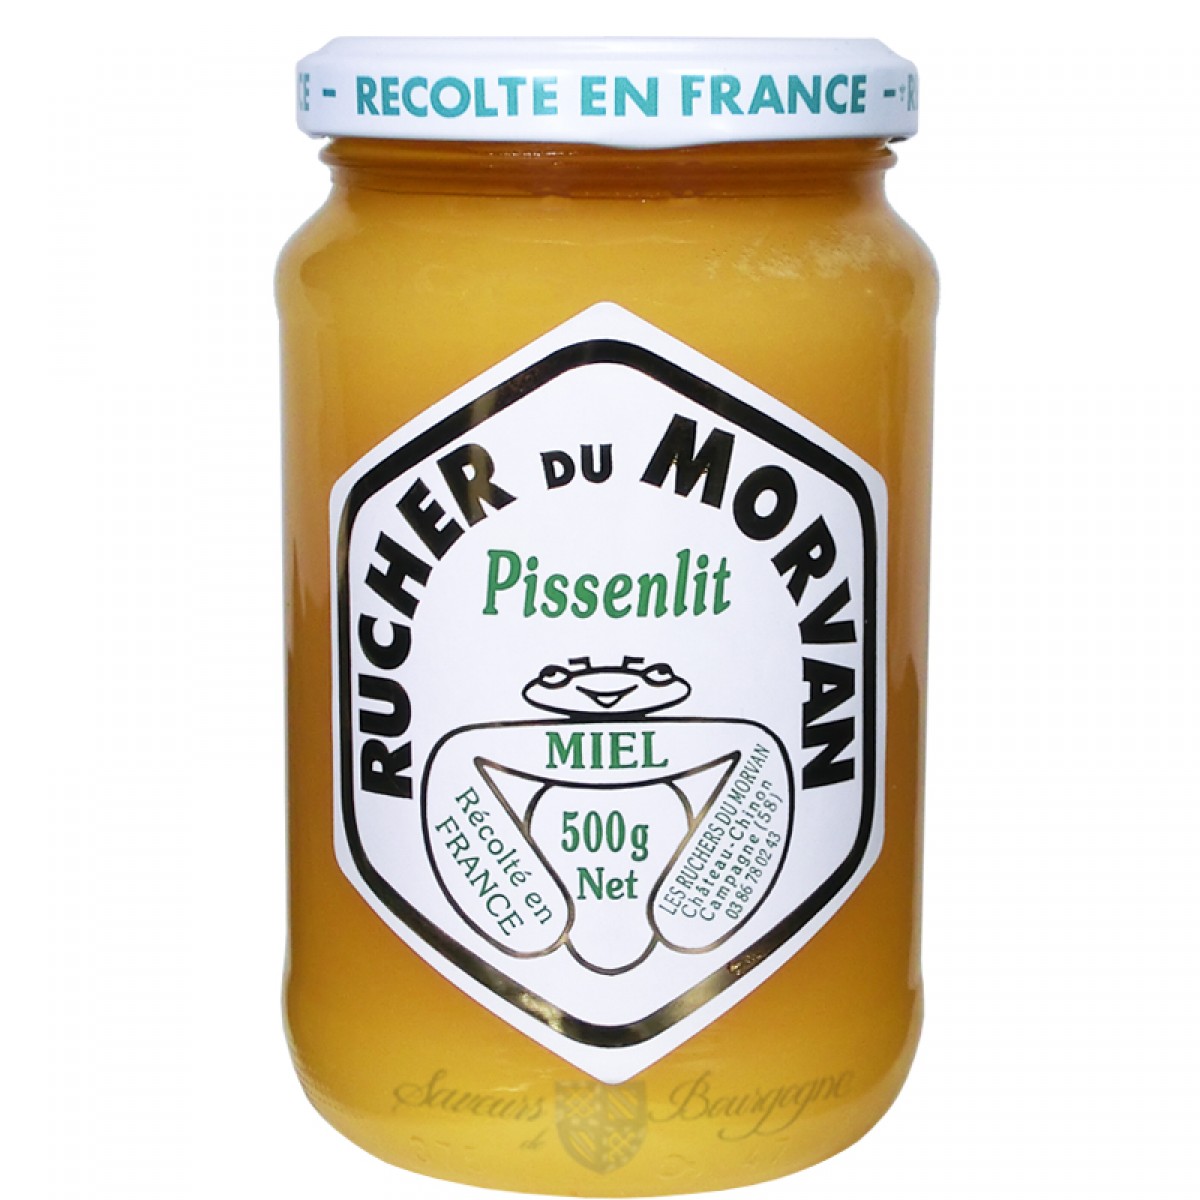 - RECOLTE EN FRANCE -
RUCHER DU MORVAN
Pissenlit
MIEL
Récolté en
FRANCE
500g
Net
LES RUCHERS DU MORVAN
Château-Chinon
Campagne (58)
03 86 78 02 43
Saveurs de Bourgogne